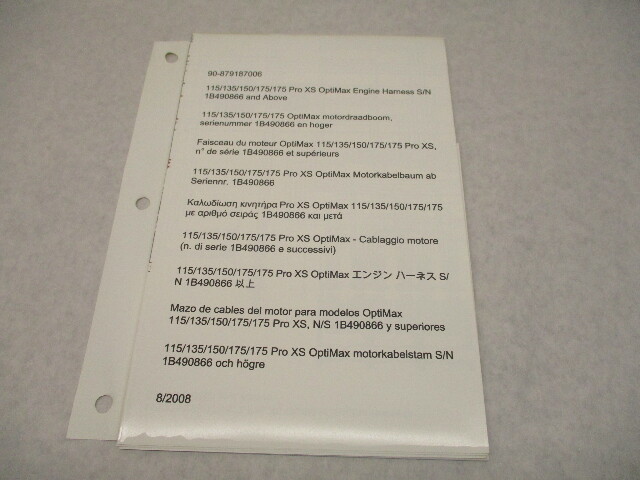 90-879187006
115/135/150/175/175 Pro XS OptiMax Engine Harness S/N
1B490866 and Above
115/135/150/175/175 OptiMax motordraadboom,
serienummer 1B490866 en hoger
Faisceau du moteur OptiMax 115/135/150/175/175 Pro XS,
n° de série 1B490866 et supérieurs
115/135/150/175/175 Pro XS OptiMax Motorkabelbaum ab
Seriennr. 1B490866
Καλωδίωση κινητήρα Pro XS OptiMax 115/135/150/175/175
με αριθμό σειράς 1B490866 και μετά
115/135/150/175/175 Pro XS OptiMax - Cablaggio motore
(n. di serie 1B490866 e successivi)
115/135/150/175/175 Pro XS OptiMax エンジン ハーネス S/
N 1B490866 以上
Mazo de cables del motor para modelos OptiMax
115/135/150/175/175 Pro XS, N/S 1B490866 y superiores
115/135/150/175/175 Pro XS OptiMax motorkabelstam S/N
1B490866 och högre
8/2008